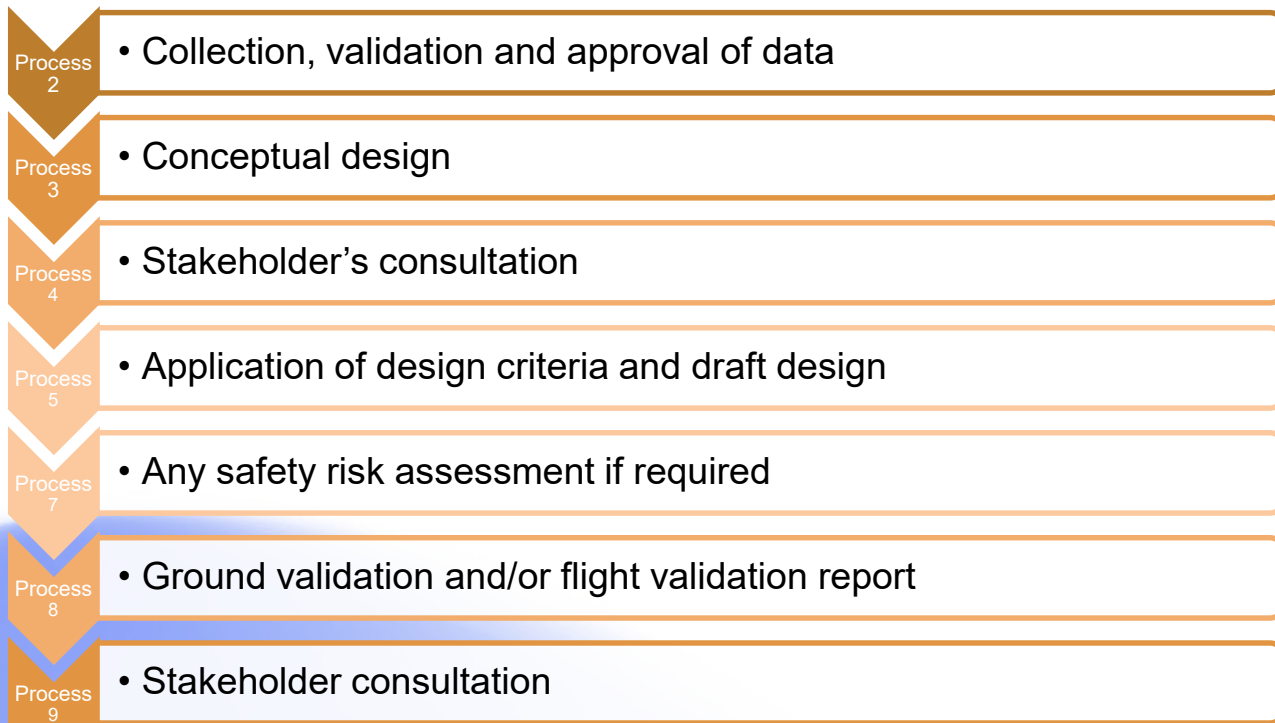 Process
2
• Collection, validation and approval of data
Process
3
• Conceptual design
Process
4
• Stakeholder’s consultation
Process
5
• Application of design criteria and draft design
Process
7
• Any safety risk assessment if required
Process
8
• Ground validation and/or flight validation report
Process
9
• Stakeholder consultation